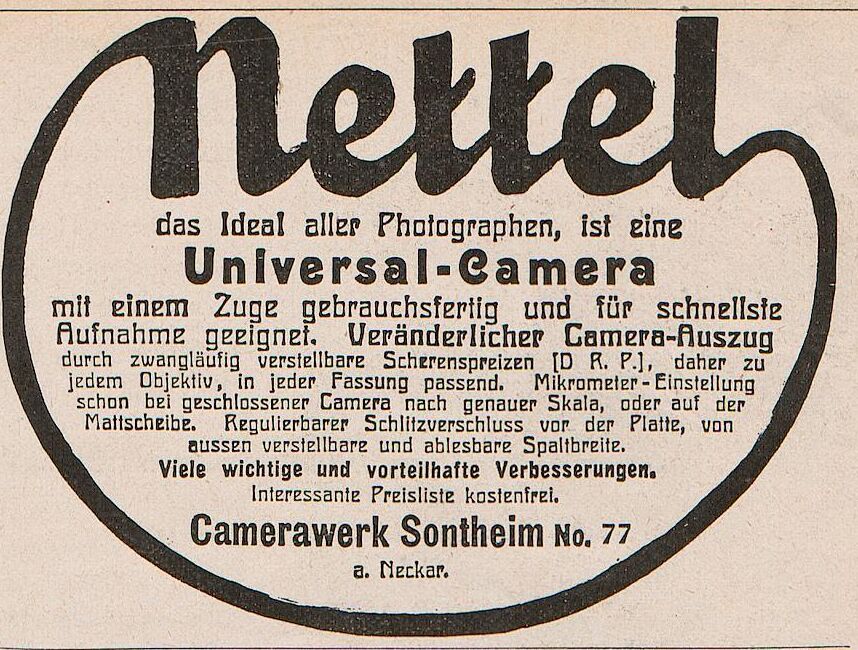 Nettel
das Ideal aller Photographen, ist eine
Universal-Camera
mit einem Zuge gebrauchsfertig und für schnellste
Aufnahme geeignet. Veränderlicher Camera-Auszug
durch zwangläufig verstellbare Scherenspreizen [D R. P.], daher zu
jedem Objektiv, in jeder Fassung passend. Mikrometer-Einstellung
schon bei geschlossener Camera nach genauer Skala, oder auf der
Mattscheibe. Regulierbarer Schlitzverschluss vor der Platte, von
aussen verstellbare und ablesbare Spaltbreite.
Viele wichtige und vorteilhafte Verbesserungen.
Interessante Preisliste kostenfrei.
Camerawerk Sontheim No. 77
a. Neckar.